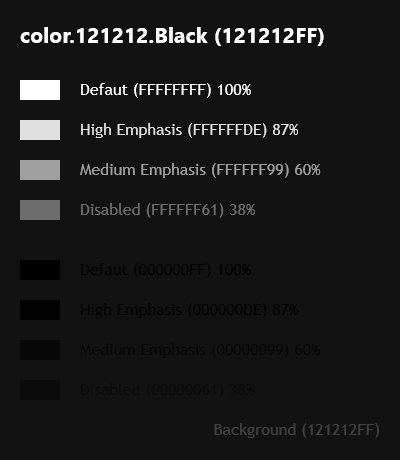 color.121212.Black (121212FF)
Defaut (FFFFFFFF) 100%
High Emphasis (FFFFFFDE) 87%
Medium Emphasis (FFFFFF99) 60%
Disabled (FFFFFF61) 38%
Defaut (000000FF) 100%
High Emphasis (000000DE) 87%
Medium Emphasis (00000099) 60%
Disabled (00000061) 38%
Background (121212FF)